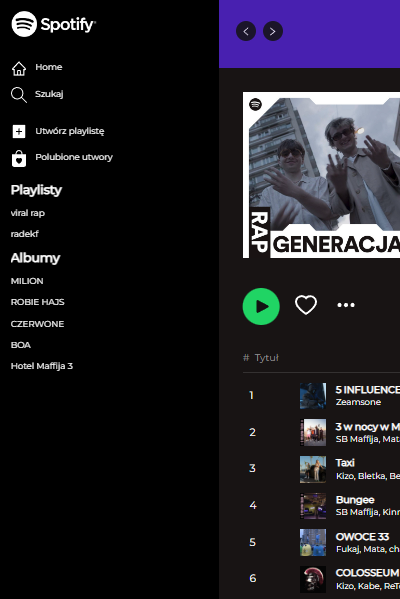 Spotify
Home
Szukaj
Utwórz playlistę
Polubione utwory
Playlisty
viral rap
radekf
Albumy
MILION
ROBIE HAJS
CZERWONE
BOA
Hotel Maffija 3
RAP
GENERACJA
# Tytuł
1
5 INFLUENCE
Zeamsone
2
3 w nocy w M
SB Maffija, Mat
3
Taxi
Kizo, Bletka, Be
4
Bungee
SB Maffija, Kinn
5
OWOCE 33
Fukaj, Mata, ch
6
COLOSSEUM
Kizo, Kabe, ReT